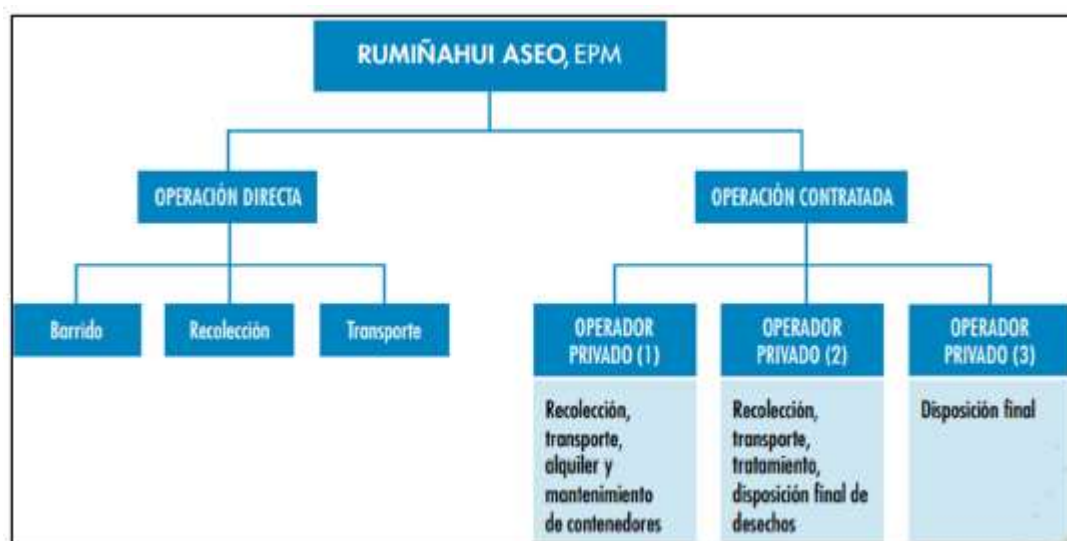 RUMIÑAHUI ASEO, EPM
OPERACIÓN DIRECTA
OPERACIÓN CONTRATADA
Barrido
Recolección
Transporte
OPERADOR
PRIVADO (1)
Recolección,
transporte,
alquiler y
mantenimiento
de contenedores
OPERADOR
PRIVADO (2)
Recolección,
transporte,
tratamiento,
disposición final de
desechos
OPERADOR
PRIVADO (3)
Disposición final